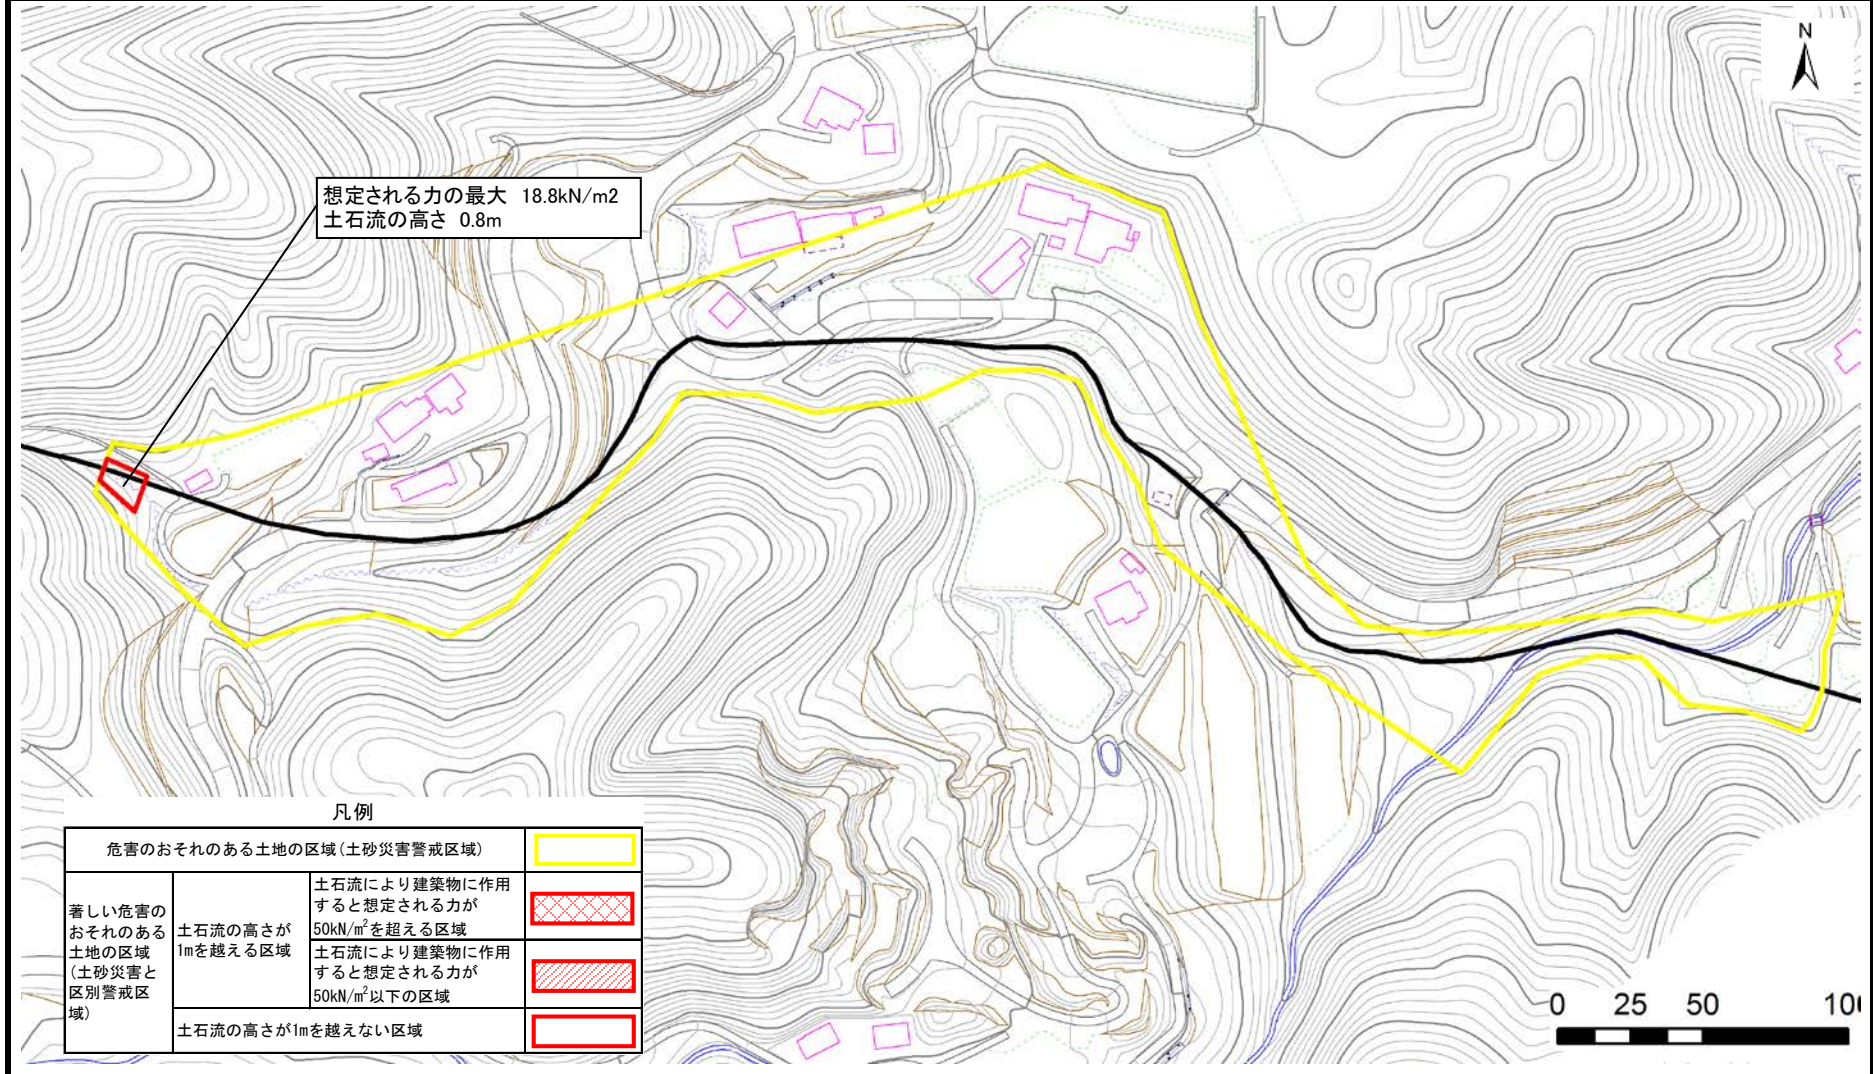 N
想定される力の最大 18.8kN/m2
土石流の高さ 0.8m
凡例
危害のおそれのある土地の区域(土砂災害警戒区域)
著しい危害の
おそれのある
土地の区域
(土砂災害と
区別警戒区
域)
土石流の高さが
1mを越える区域
土石流により建築物に作用
すると想定される力が
50kN/㎡を超える区域
土石流により建築物に作用
すると想定される力が
50kN/㎡以下の区域
土石流の高さが1mを越えない区域
0 25 50 100